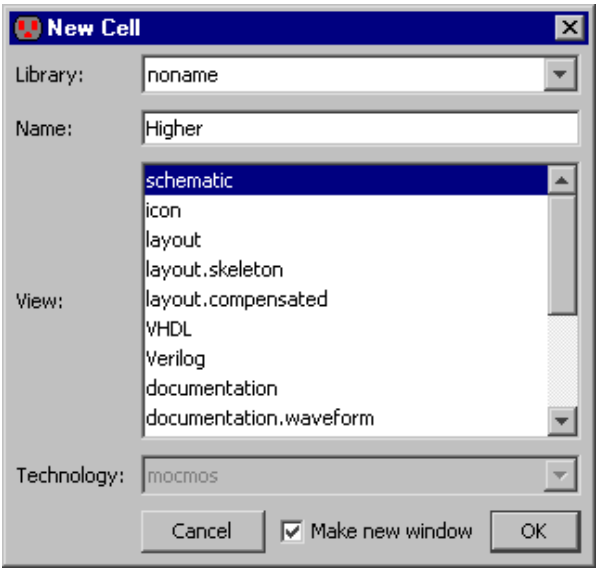 New Cell
Library: noname
Name: Higher
View:
schematic
icon
layout
layout.skeleton
layout.compensated
VHDL
Verilog
documentation
documentation.waveform
Technology: mocmos
Cancel Make new window OK